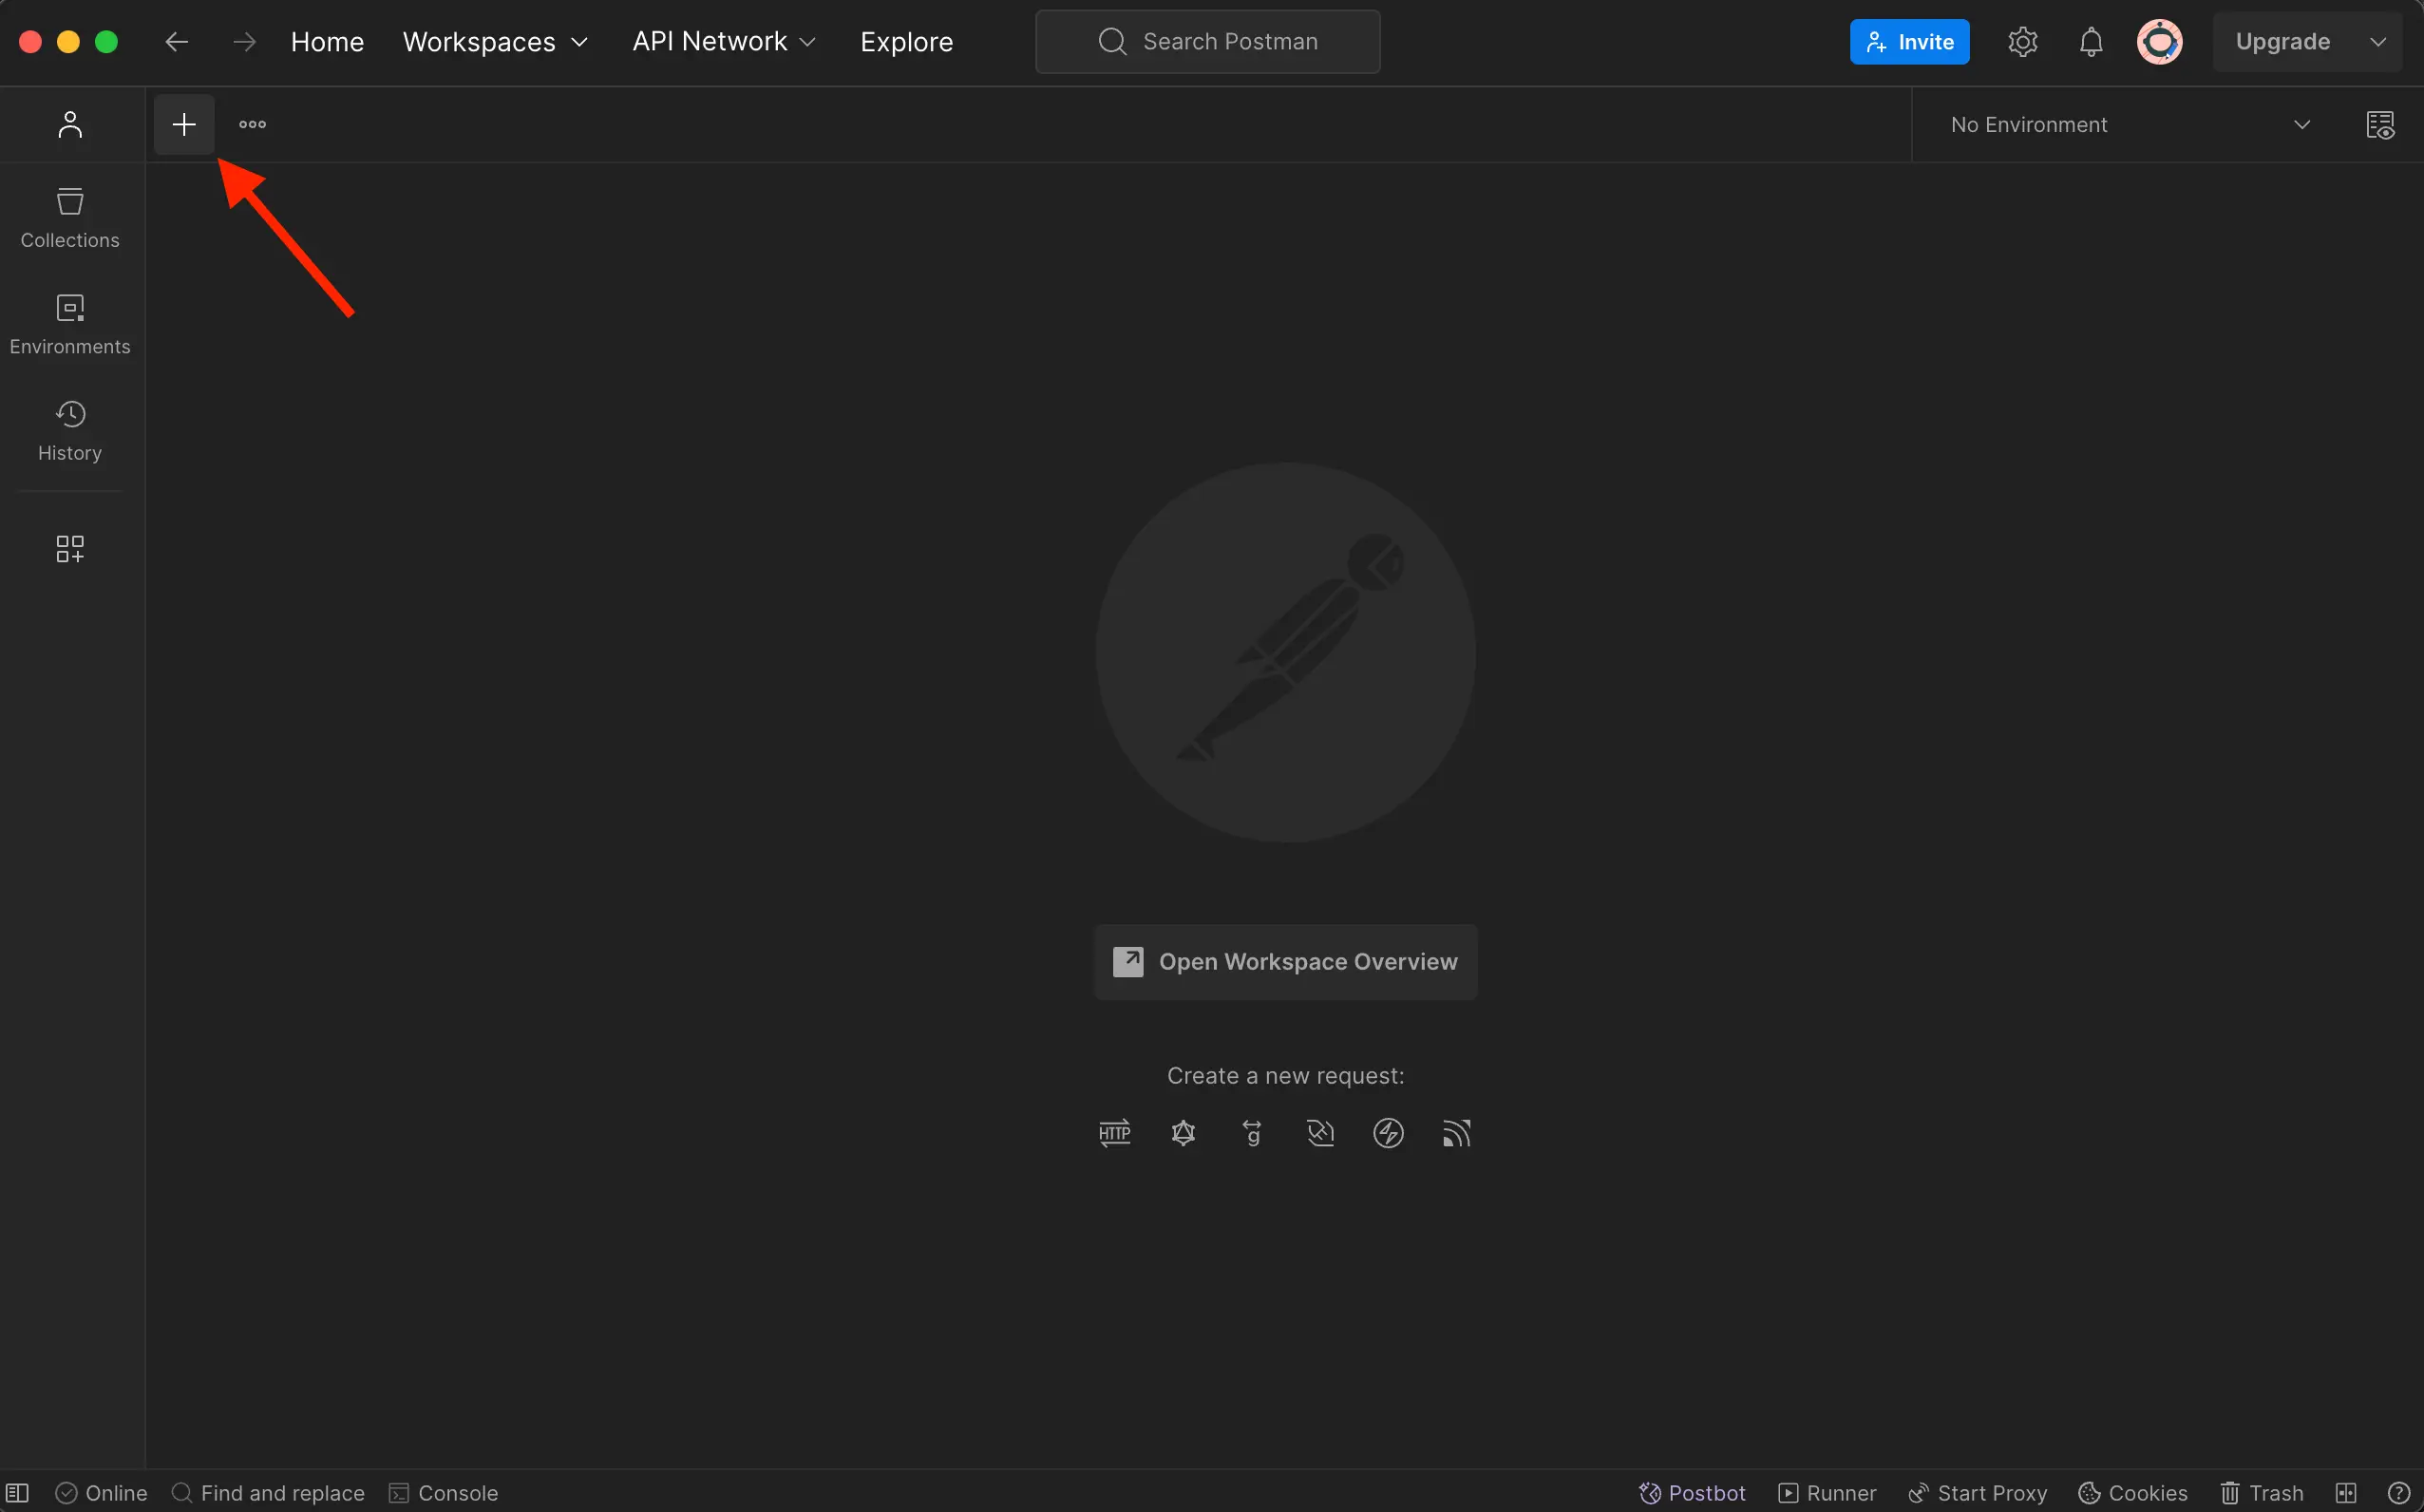 Home Workspaces API Network Explore Search Postman Invite Upgrade
No Environment
Collections
Environments
History
Open Workspace Overview
Create a new request:
HTTP g
Online Find and replace Console Postbot Runner Start Proxy Cookies Trash